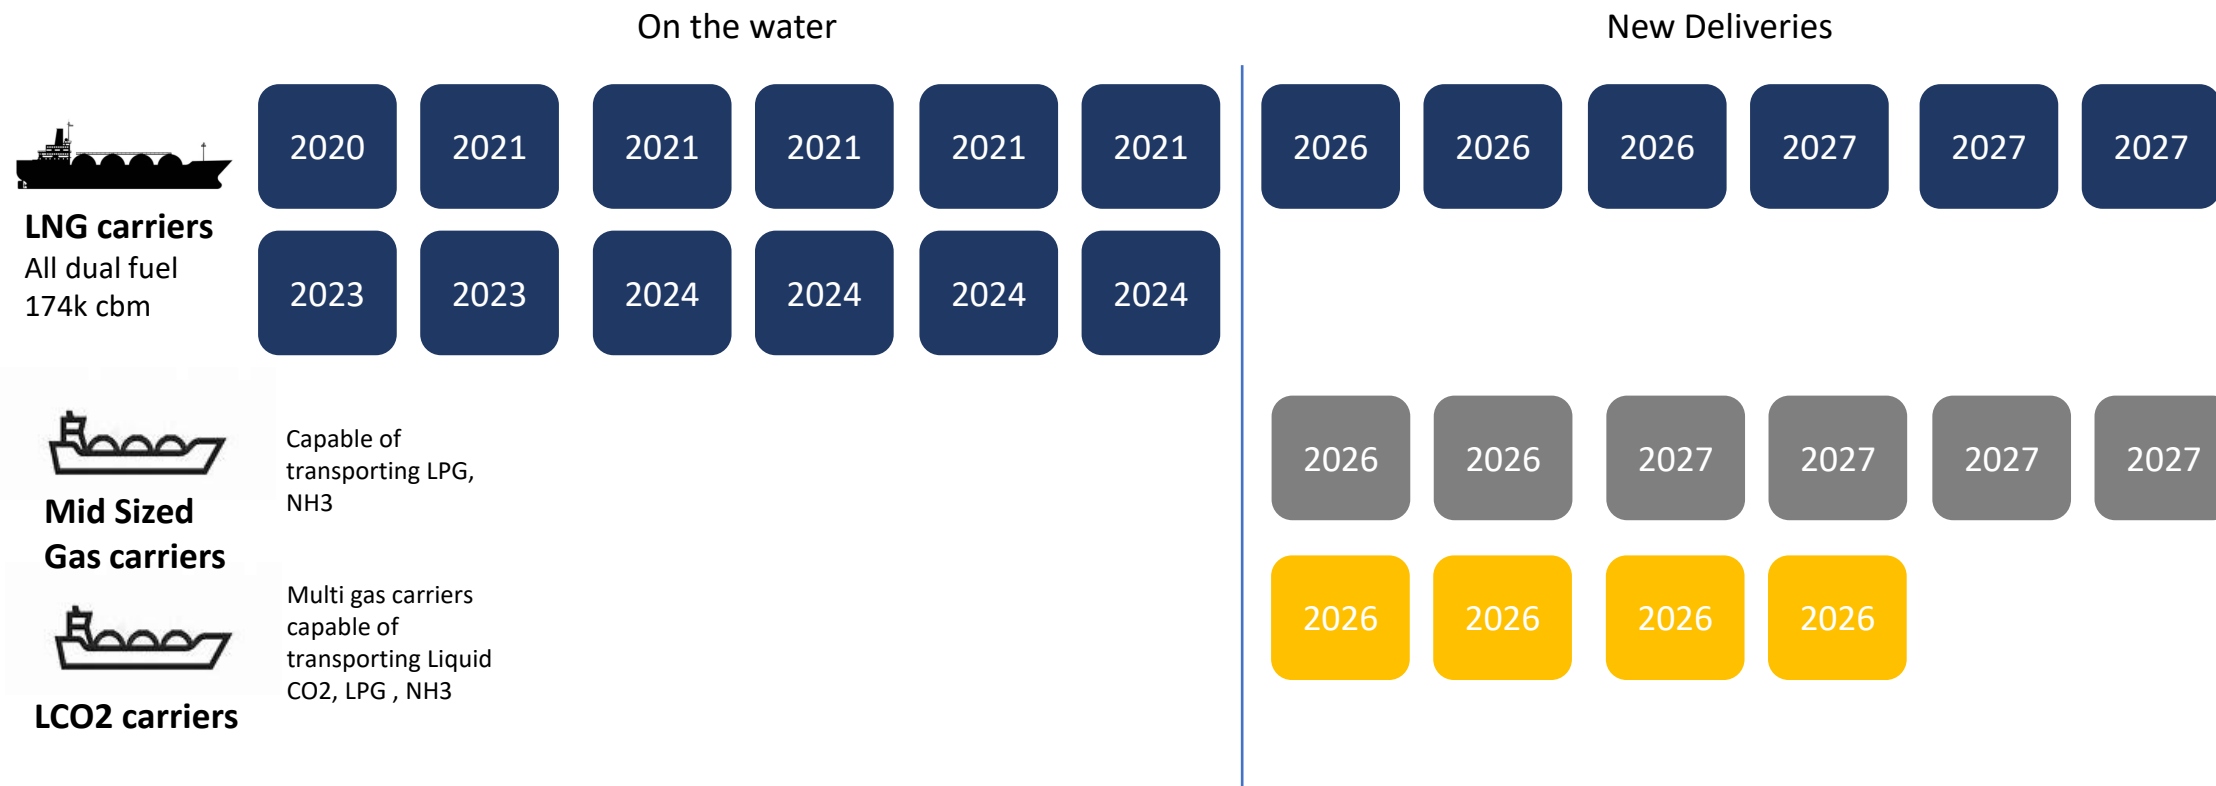 On the water
New Deliveries
2020 2021 2021 2021 2021 2021 2026 2026 2026 2027 2027 2027
LNG carriers
All dual fuel
174k cbm
2023 2023 2024 2024 2024 2024
Capable of
transporting LPG,
NH3
2026 2026 2027 2027 2027 2027
Mid Sized
Gas carriers
Multi gas carriers
capable of
transporting Liquid
CO2, LPG , NH3
2026 2026 2026 2026
LCO2 carriers